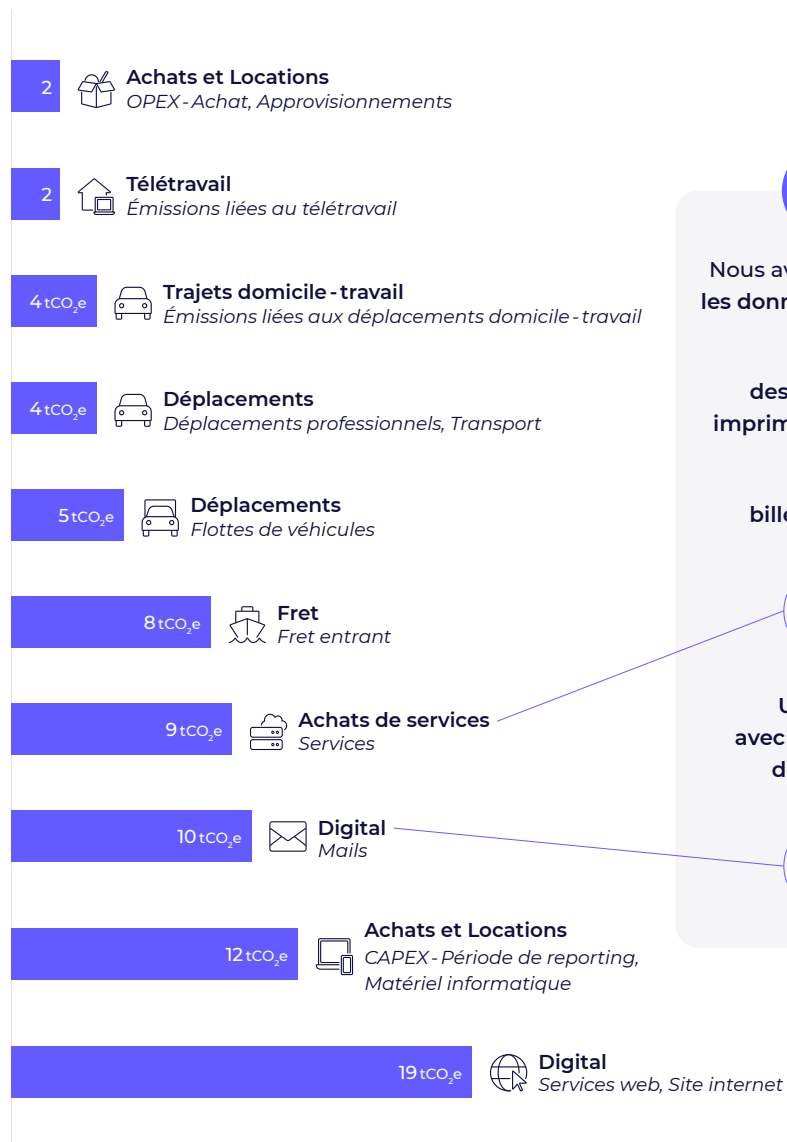 2
Achats et Locations
OPEX - Achat, Approvisionnements
2
Télétravail
Émissions liées au télétravail
4 tCO₂e
Trajets domicile - travail
Émissions liées aux déplacements domicile - travail
4 tCO₂e
Déplacements
Déplacements professionnels, Transport
5 tCO₂e
Déplacements
Flottes de véhicules
8 tCO₂e
Fret
Fret entrant
9 tCO₂e
Achats de services
Services
10 tCO₂e
Digital
Mails
12 tCO₂e
Achats et Locations
CAPEX - Période de reporting,
Matériel informatique
19 tCO₂e
Digital
Services web, Site internet
Nous av
les donn
des
imprim
bille
U
avec
d